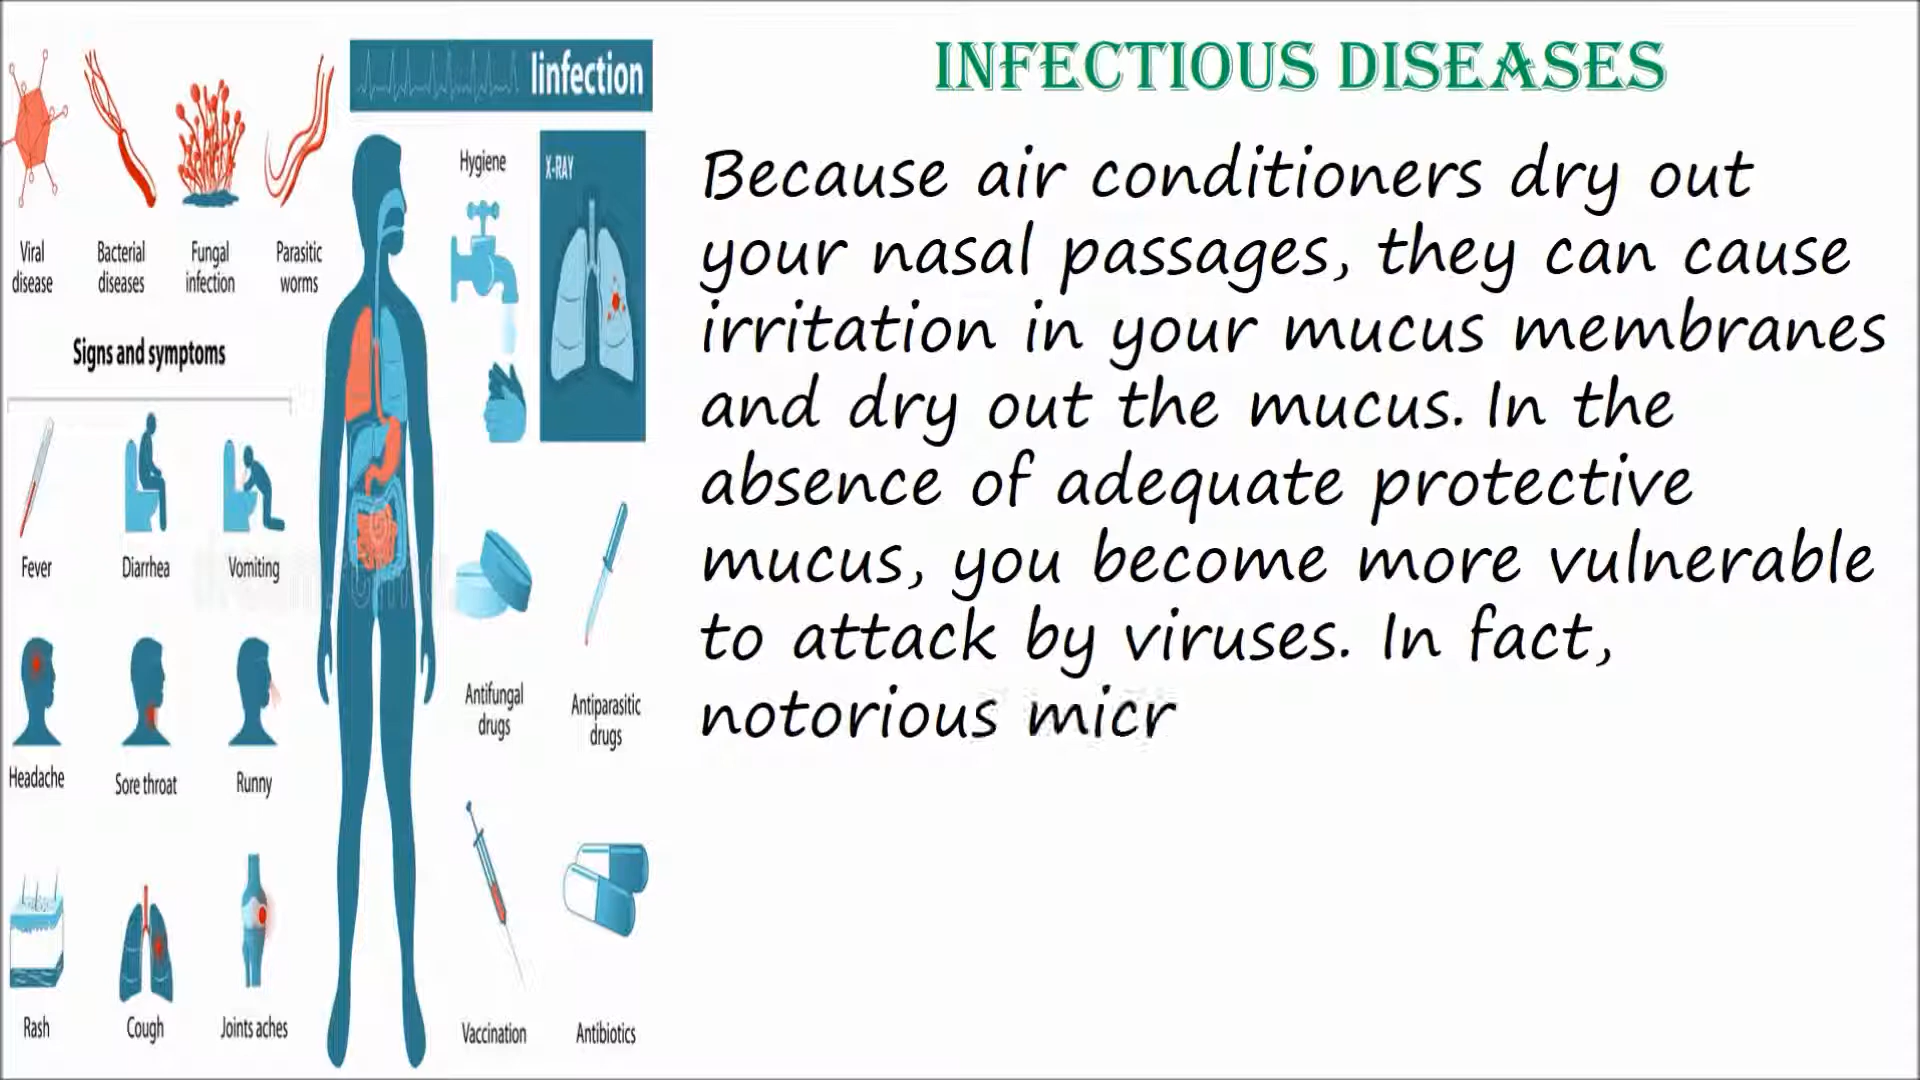 INFECTIOUS DISEASES
Because air conditioners dry out
your nasal passages, they can cause
irritation in your mucus membranes
and dry out the mucus. In the
absence of adequate protective
mucus, you become more vulnerable
to attack by viruses. In fact,
notorious micr
Iinfection
Viral
disease
Bacterial
diseases
Fungal
infection
Parasitic
worms
Signs and symptoms
Fever
Diarrhea
Vomiting
Headache
Sore throat
Runny
Rash
Cough
Joints aches
Hygiene
X-RAY
Antifungal
drugs
Antiparasitic
drugs
Vaccination
Antibiotics